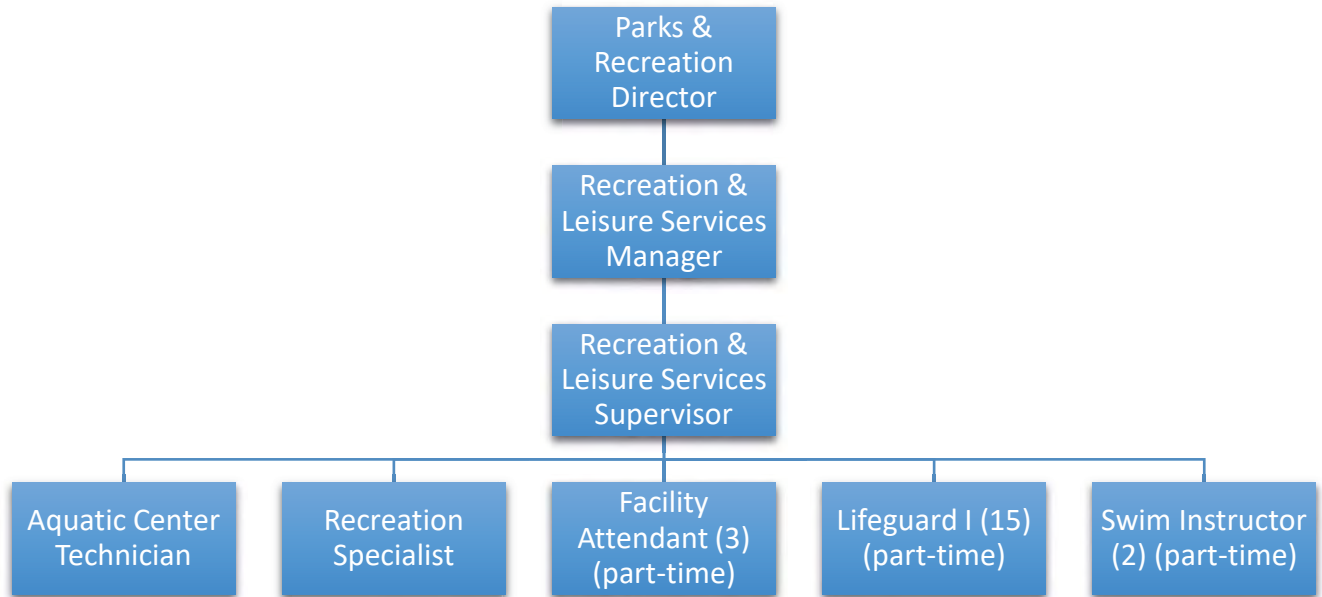 Parks &
Recreation
Director
Recreation &
Leisure Services
Manager
Recreation &
Leisure Services
Supervisor
Aquatic Center
Technician
Recreation
Specialist
Facility
Attendant (3)
(part-time)
Lifeguard I (15)
(part-time)
Swim Instructor
(2) (part-time)